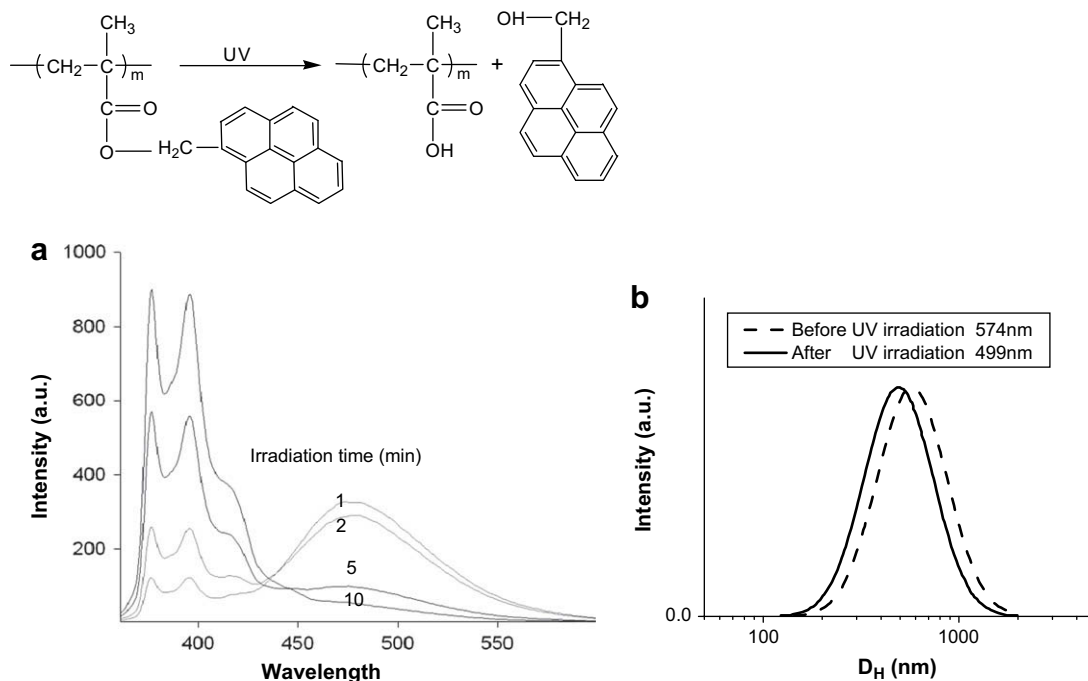 CH₃
—(CH₂—C—)ₘ—
C=O
O—H₂C
UV
CH₃
—(CH₂—C—)ₘ—
C=O
OH
+
OH—CH₂
a
Intensity (a.u.)
1000
800
600
400
200
Irradiation time (min)
1
2
5
10
400
450
500
550
Wavelength
b
Intensity (a.u.)
Before UV irradiation 574nm
After UV irradiation 499nm
0.0
100
1000
D_H (nm)